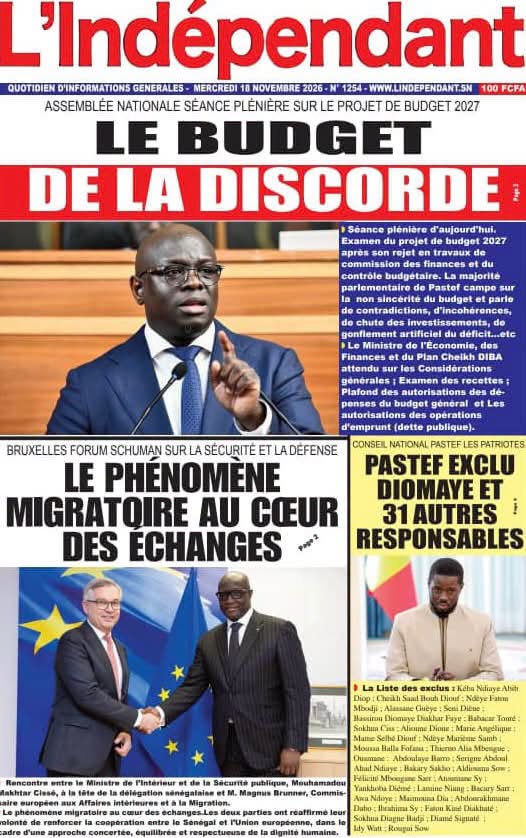 L'Indépendant
QUOTIDIEN D'INFORMATIONS GENERALES - MERCREDI 18 NOVEMBRE 2026 - N° 1254 - WWW.LINDEPENDANT.SN 100 FCFA
ASSEMBLÉE NATIONALE SÉANCE PLÉNIÈRE SUR LE PROJET DE BUDGET 2027
LE BUDGET
DE LA DISCORDE
Page 3
Séance plénière d'aujourd'hui.
Examen du projet de budget 2027
après son rejet en travaux de
commission des finances et du
contrôle budgétaire. La majorité
parlementaire de Pastef campe sur
la non sincérité du budget et parle
de contradictions, d'incohérences,
de chute des investissements, de
gonflement artificiel du déficit...etc
Le Ministre de l'Économie, des
Finances et du Plan Cheikh DIBA
attendu sur les Considérations
générales ; Examen des recettes ;
Plafond des autorisations des dé-
penses du budget général et Les
autorisations des opérations
d'emprunt (dette publique).
BRUXELLES FORUM SCHUMAN SUR LA SÉCURITÉ ET LA DÉFENSE
LE PHÉNOMÈNE
MIGRATOIRE AU CŒUR
DES ÉCHANGES
Page 2
Rencontre entre le Ministre de l'Intérieur et de la Sécurité publique, Mouhamadou
Makhtar Cissé, à la tête de la délégation sénégalaise et M. Magnus Brunner, Commis-
saire européen aux Affaires intérieures et à la Migration.
Le phénomène migratoire au cœur des échanges.Les deux parties ont réaffirmé leur
volonté de renforcer la coopération entre le Sénégal et l'Union européenne, dans le
cadre d'une approche concertée, équilibrée et respectueuse de la dignité humaine.
CONSEIL NATIONAL PASTEF LES PATRIOTES
PASTEF EXCLU
DIOMAYE ET
31 AUTRES
RESPONSABLES
La Liste des exclus : Kéba Ndiaye Abib
Diop ; Cheikh Saad Bouh Diouf ; Ndèye Fatou
Mbodji ; Alassane Guèye ; Seni Diène ;
Bassirou Diomaye Diakhar Faye ; Babacar Touré ;
Sokhna Ciss ; Alioune Dione ; Marie Angélique ;
Mame Selbé Diouf ; Ndèye Marième Samb ;
Moussa Balla Fofana ; Thierno Alia Mbengue ;
Ousmane ; Abdoulaye Barro ; Serigne Abdoul
Ahad Ndiaye ; Bakary Sakho ; Aldiouma Sow ;
Félicité Mbougane Sarr ; Atoumane Sy ;
Yankhoba Diémé ; Lamine Niang ; Bacary Sarr ;
Awa Ndoye ; Maimouna Dia ; Abdourakhmane
Dabo ; Ibrahima Sy ; Fatou Kiné Diakhaté ;
Sokhna Diagne Badji ; Diamé Signaté ;
Idy Watt ; Rougui Sow